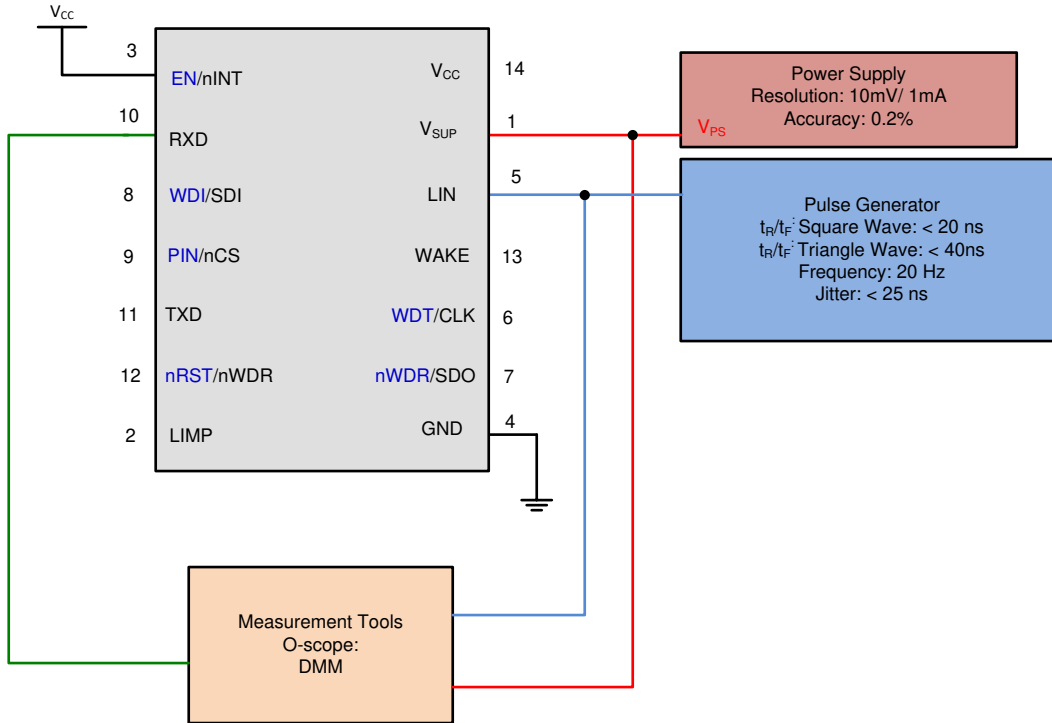 VCC
3
EN/nINT
VCC
14
10
RXD
VSUP
1
8
WDI/SDI
LIN
5
9
PIN/nCS
WAKE
13
11
TXD
WDT/CLK
6
12
nRST/nWDR
nWDR/SDO
7
2
LIMP
GND
4
Power Supply
Resolution: 10mV/ 1mA
Accuracy: 0.2%
VPS
Pulse Generator
tR/tF: Square Wave: < 20 ns
tR/tF: Triangle Wave: < 40ns
Frequency: 20 Hz
Jitter: < 25 ns
Measurement Tools
O-scope:
DMM